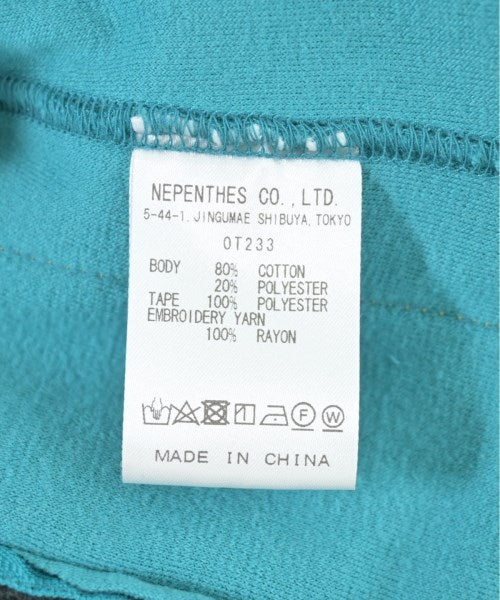 NEPENTHES CO.,LTD.
5-44-1, JINGUMAE SHIBUYA, TOKYO
OT233
BODY 80% COTTON
20% POLYESTER
TAPE 100% POLYESTER
EMBROIDERY YARN
100% RAYON
F W
MADE IN CHINA